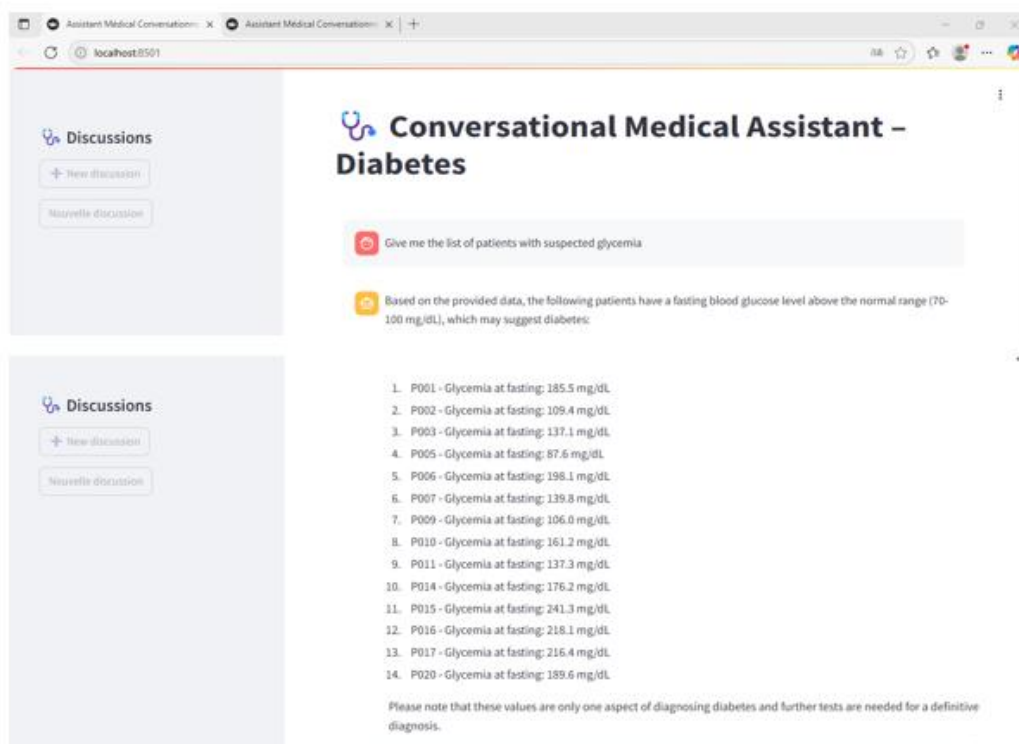 Assistant Médical Conversationn
Assistant Médical Conversationn
localhost:8501
Discussions
+ New discussion
Nouvelle discussion
Conversational Medical Assistant –
Diabetes
Give me the list of patients with suspected glycemia
Based on the provided data, the following patients have a fasting blood glucose level above the normal range (70-
100 mg/dL), which may suggest diabetes:
Discussions
+ New discussion
Nouvelle discussion
1. P001 - Glycemia at fasting: 185.5 mg/dL
2. P002 - Glycemia at fasting: 109.4 mg/dL
3. P003 - Glycemia at fasting: 137.1 mg/dL
4. P005 - Glycemia at fasting: 87.6 mg/dL
5. P006 - Glycemia at fasting: 198.1 mg/dL
6. P007 - Glycemia at fasting: 139.8 mg/dL
7. P009 - Glycemia at fasting: 106.0 mg/dL
8. P010 - Glycemia at fasting: 161.2 mg/dL
9. P011 - Glycemia at fasting: 137.3 mg/dL
10. P014 - Glycemia at fasting: 176.2 mg/dL
11. P015 - Glycemia at fasting: 241.3 mg/dL
12. P016 - Glycemia at fasting: 218.1 mg/dL
13. P017 - Glycemia at fasting: 216.4 mg/dL
14. P020 - Glycemia at fasting: 189.6 mg/dL
Please note that these values are only one aspect of diagnosing diabetes and further tests are needed for a definitive
diagnosis.